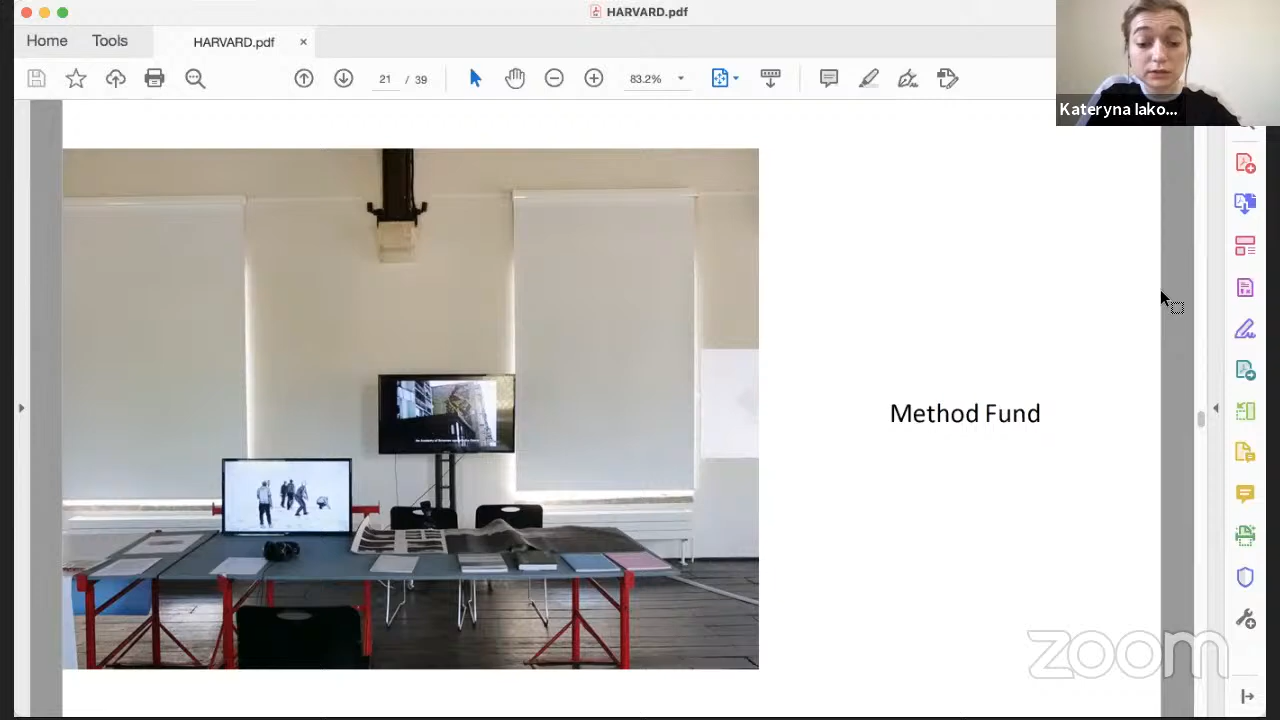 HARVARD.pdf
Home
Tools
HARVARD.pdf
21 / 39
83.2%
Kateryna Iako...
Method Fund
zoom